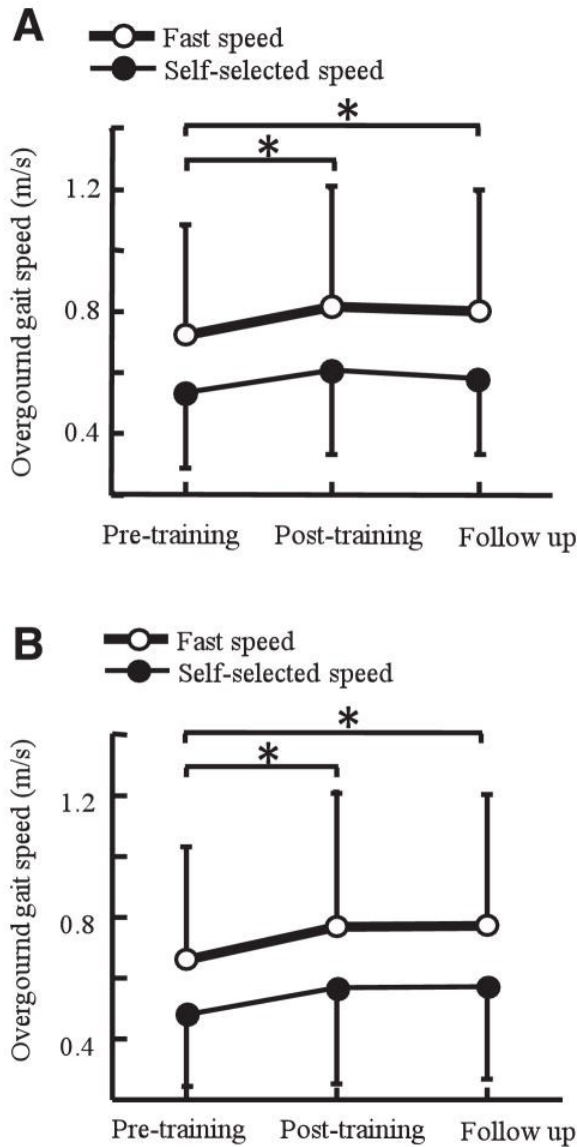 A
Fast speed
Self-selected speed
*
*
Overgournd gait speed (m/s)
1.2
0.8
0.4
Pre-training Post-training Follow up
B
Fast speed
Self-selected speed
*
*
Overgournd gait speed (m/s)
1.2
0.8
0.4
Pre-training Post-training Follow up